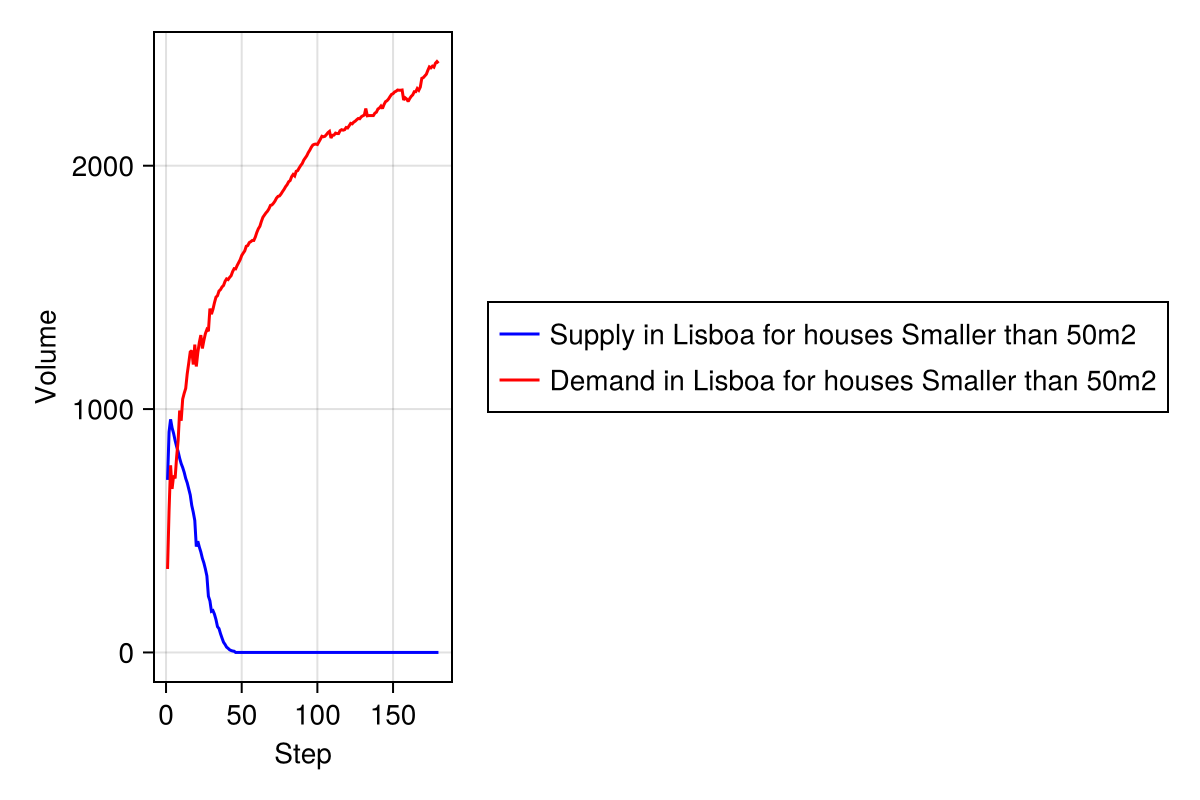 2000
1000
0
Volume
0 50 100 150
Step
Supply in Lisboa for houses Smaller than 50m2
Demand in Lisboa for houses Smaller than 50m2